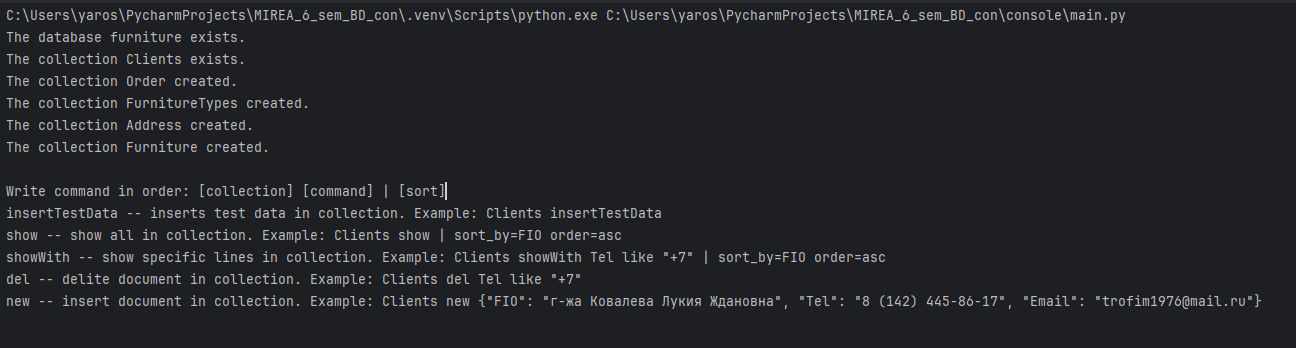 C:\Users\yaros\PycharmProjects\MIREA_6_sem_BD_con\.venv\Scripts\python.exe C:\Users\yaros\PycharmProjects\MIREA_6_sem_BD_con\console\main.py
The database furniture exists.
The collection Clients exists.
The collection Order created.
The collection FurnitureTypes created.
The collection Address created.
The collection Furniture created.
Write command in order: [collection] [command] | [sort]
insertTestData -- inserts test data in collection. Example: Clients insertTestData
show -- show all in collection. Example: Clients show | sort_by=FIO order=asc
showWith -- show specific lines in collection. Example: Clients showWith Tel like "+7" | sort_by=FIO order=asc
del -- delite document in collection. Example: Clients del Tel like "+7"
new -- insert document in collection. Example: Clients new {"FIO": "г-жа Ковалева Лукия Ждановна", "Tel": "8 (142) 445-86-17", "Email": "trofim1976@mail.ru"}